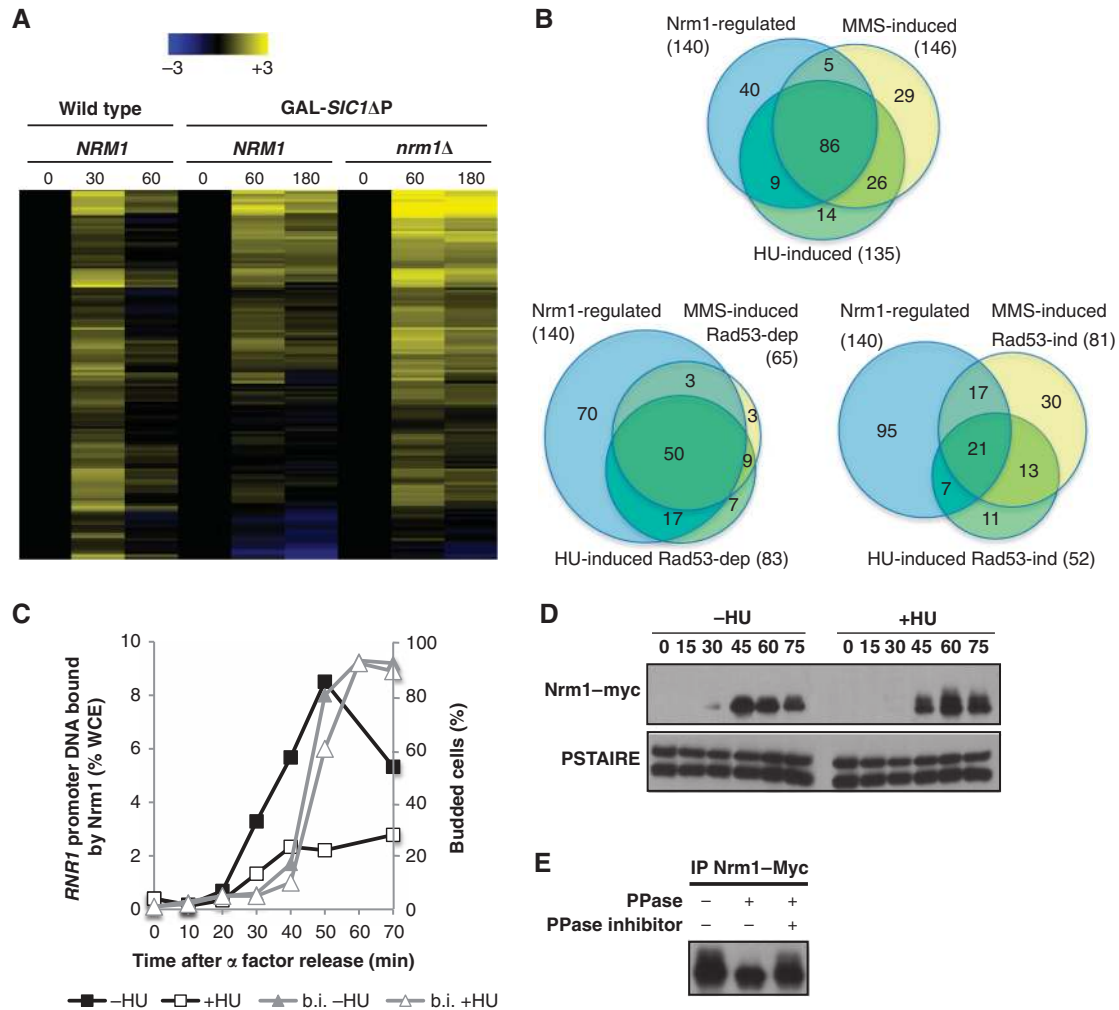 A
−3 +3
Wild type GAL-SIC1ΔP
NRM1 NRM1 nrm1Δ
0 30 60 0 60 180 0 60 180
B
Nrm1-regulated
(140)
MMS-induced
(146)
5
40
29
86
9
26
14
HU-induced (135)
Nrm1-regulated
(140)
MMS-induced
Rad53-dep
(65)
3
70
3
50
9
7
17
HU-induced Rad53-dep (83)
Nrm1-regulated
(140)
MMS-induced
Rad53-ind (81)
17
30
95
21
13
7
11
HU-induced Rad53-ind (52)
C
RNR1 promoter DNA bound
by Nrm1 (% WCE)
10
8
6
4
2
0
100
80
60
40
20
0
Budded cells (%)
0 10 20 30 40 50 60 70
Time after α factor release (min)
–HU +HU b.i. –HU b.i. +HU
D
–HU +HU
0 15 30 45 60 75 0 15 30 45 60 75
Nrm1–myc
PSTAIRE
E
IP Nrm1–Myc
PPase – + +
PPase inhibitor – – +